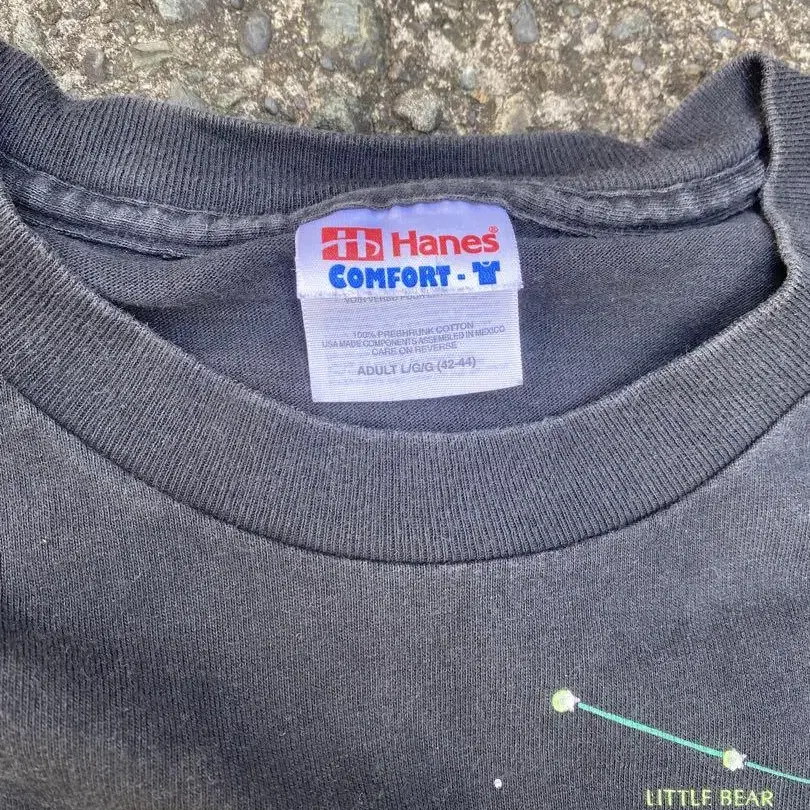 Hanes®
COMFORT-
100% PRESHRUNK COTTON
USA MADE COMPONENTS ASSEMBLED IN MEXICO
CARE ON REVERSE
ADULT L/G/G (42-44)
LITTLE BEAR